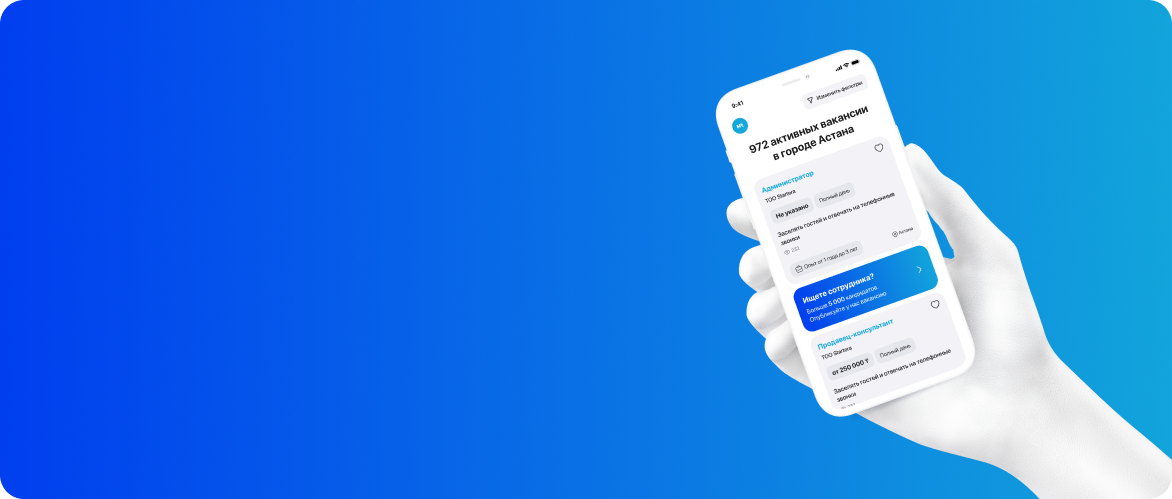 9:41
Изменить фильтры
972 активных вакансии
в городе Астана
Администратор
ТОО Startera
Не указано
Полный день
Заселять гостей и отвечать на телефонные
звонки
Астана
Опыт от 1 года до 3 лет
Ищете сотрудника?
Больше 5 000 кандидатов
Опубликуйте у нас вакансию
Продавец-консультант
ТОО Startera
от 250 000 ₸
Полный день
Заселять гостей и отвечать на телефонные
звонки